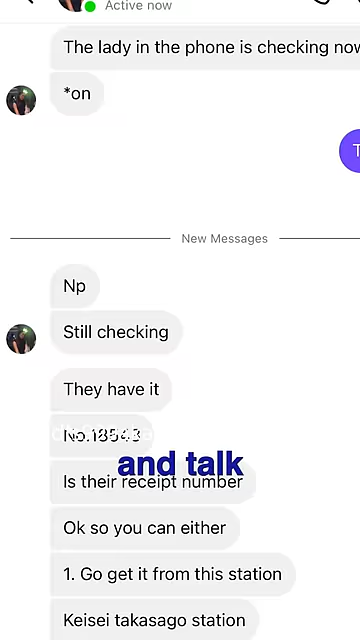 Active now
The lady in the phone is checking now
*on
T
New Messages
Np
Still checking
They have it
No.18543
and talk
Is their receipt number
Ok so you can either
1. Go get it from this station
Keisei takasago station